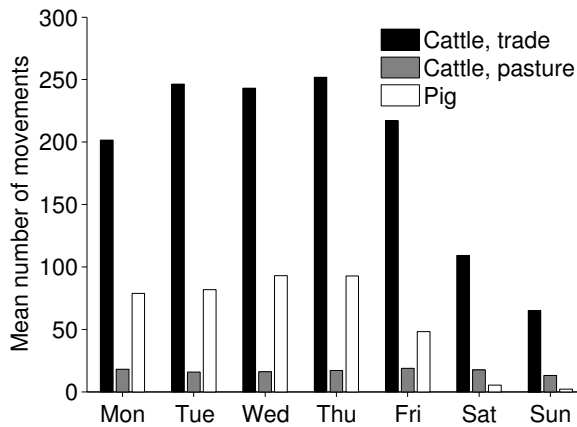 300
250
200
150
100
50
0
Mean number of movements
Cattle, trade
Cattle, pasture
Pig
Mon Tue Wed Thu Fri Sat Sun